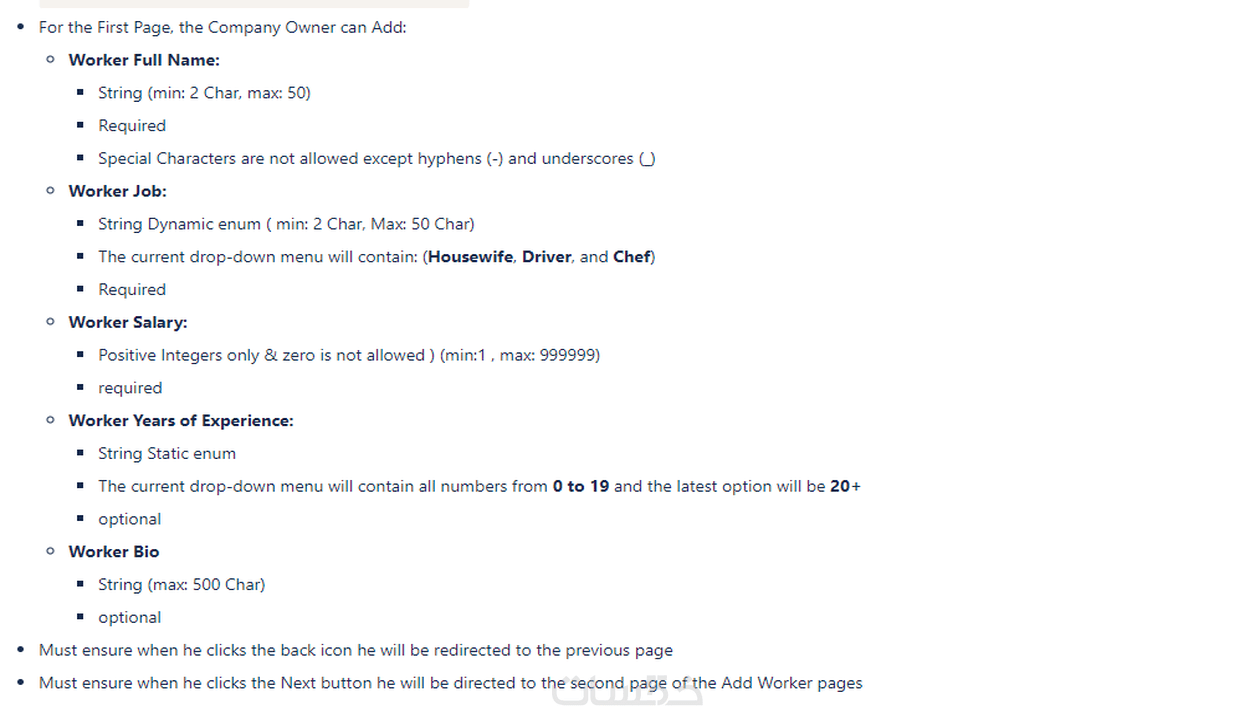 For the First Page, the Company Owner can Add:
Worker Full Name:
String (min: 2 Char, max: 50)
Required
Special Characters are not allowed except hyphens (-) and underscores (_)
Worker Job:
String Dynamic enum ( min: 2 Char, Max: 50 Char)
The current drop-down menu will contain: (Housewife, Driver, and Chef)
Required
Worker Salary:
Positive Integers only & zero is not allowed ) (min:1 , max: 999999)
required
Worker Years of Experience:
String Static enum
The current drop-down menu will contain all numbers from 0 to 19 and the latest option will be 20+
optional
Worker Bio
String (max: 500 Char)
optional
Must ensure when he clicks the back icon he will be redirected to the previous page
Must ensure when he clicks the Next button he will be directed to the second page of the Add Worker pages
خمسات